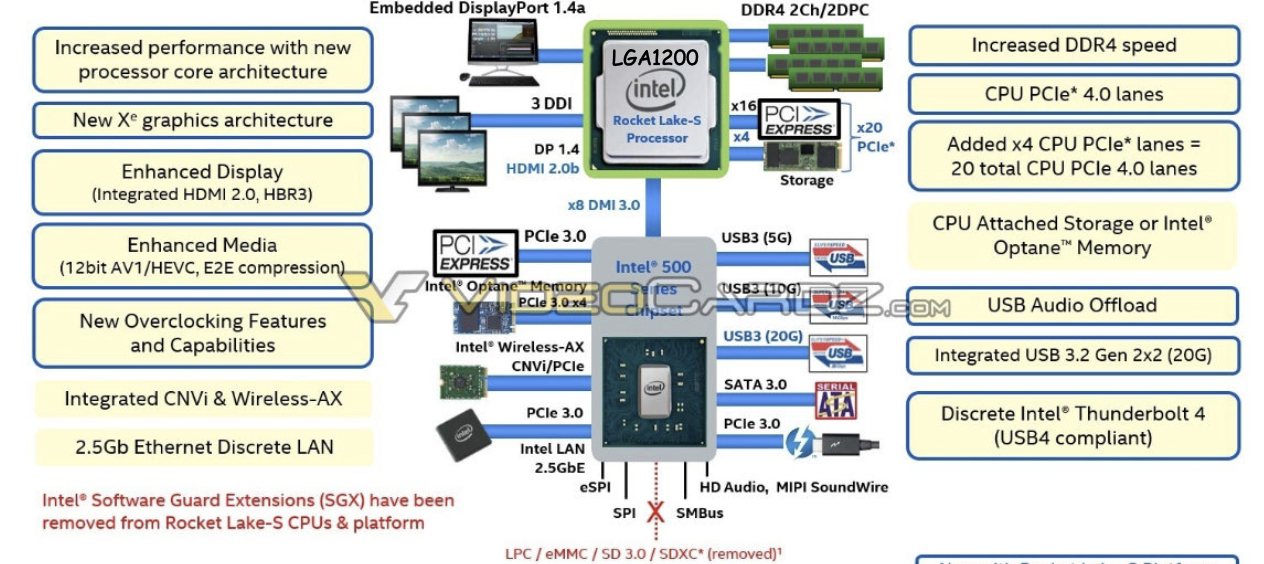 Embedded DisplayPort 1.4a
DDR4 2Ch/2DPC
Increased performance with new
processor core architecture
New Xᵉ graphics architecture
Enhanced Display
(Integrated HDMI 2.0, HBR3)
Enhanced Media
(12bit AV1/HEVC, E2E compression)
New Overclocking Features
and Capabilities
Integrated CNVi & Wireless-AX
2.5Gb Ethernet Discrete LAN
Intel® Software Guard Extensions (SGX) have been
removed from Rocket Lake-S CPUs & platform
3 DDI
DP 1.4
HDMI 2.0b
LGA1200
intel
Rocket Lake-S
Processor
x16
x4
PCI
EXPRESS®
x20
PCIe*
Storage
x8 DMI 3.0
PCI
EXPRESS®
PCIe 3.0
Intel® Optane™ Memory
PCIe 3.0 x4
Intel® Wireless-AX
CNVi/PCIe
intel
PCIe 3.0
Intel LAN
2.5GbE
Intel® 500
Series
Chipset
intel
USB3 (5G)
SUPERSPEED
USB
USB3 (10G)
USB
USB3 (20G)
USB
SATA 3.0
SERIAL
ATA
PCIe 3.0
eSPI
SPI
X
SMBus
HD Audio, MIPI SoundWire
LPC / eMMC / SD 3.0 / SDXC* (removed)¹
Increased DDR4 speed
CPU PCIe* 4.0 lanes
Added x4 CPU PCIe* lanes =
20 total CPU PCIe 4.0 lanes
CPU Attached Storage or Intel®
Optane™ Memory
USB Audio Offload
Integrated USB 3.2 Gen 2x2 (20G)
Discrete Intel® Thunderbolt 4
(USB4 compliant)
VIDEOCARDZ.COM